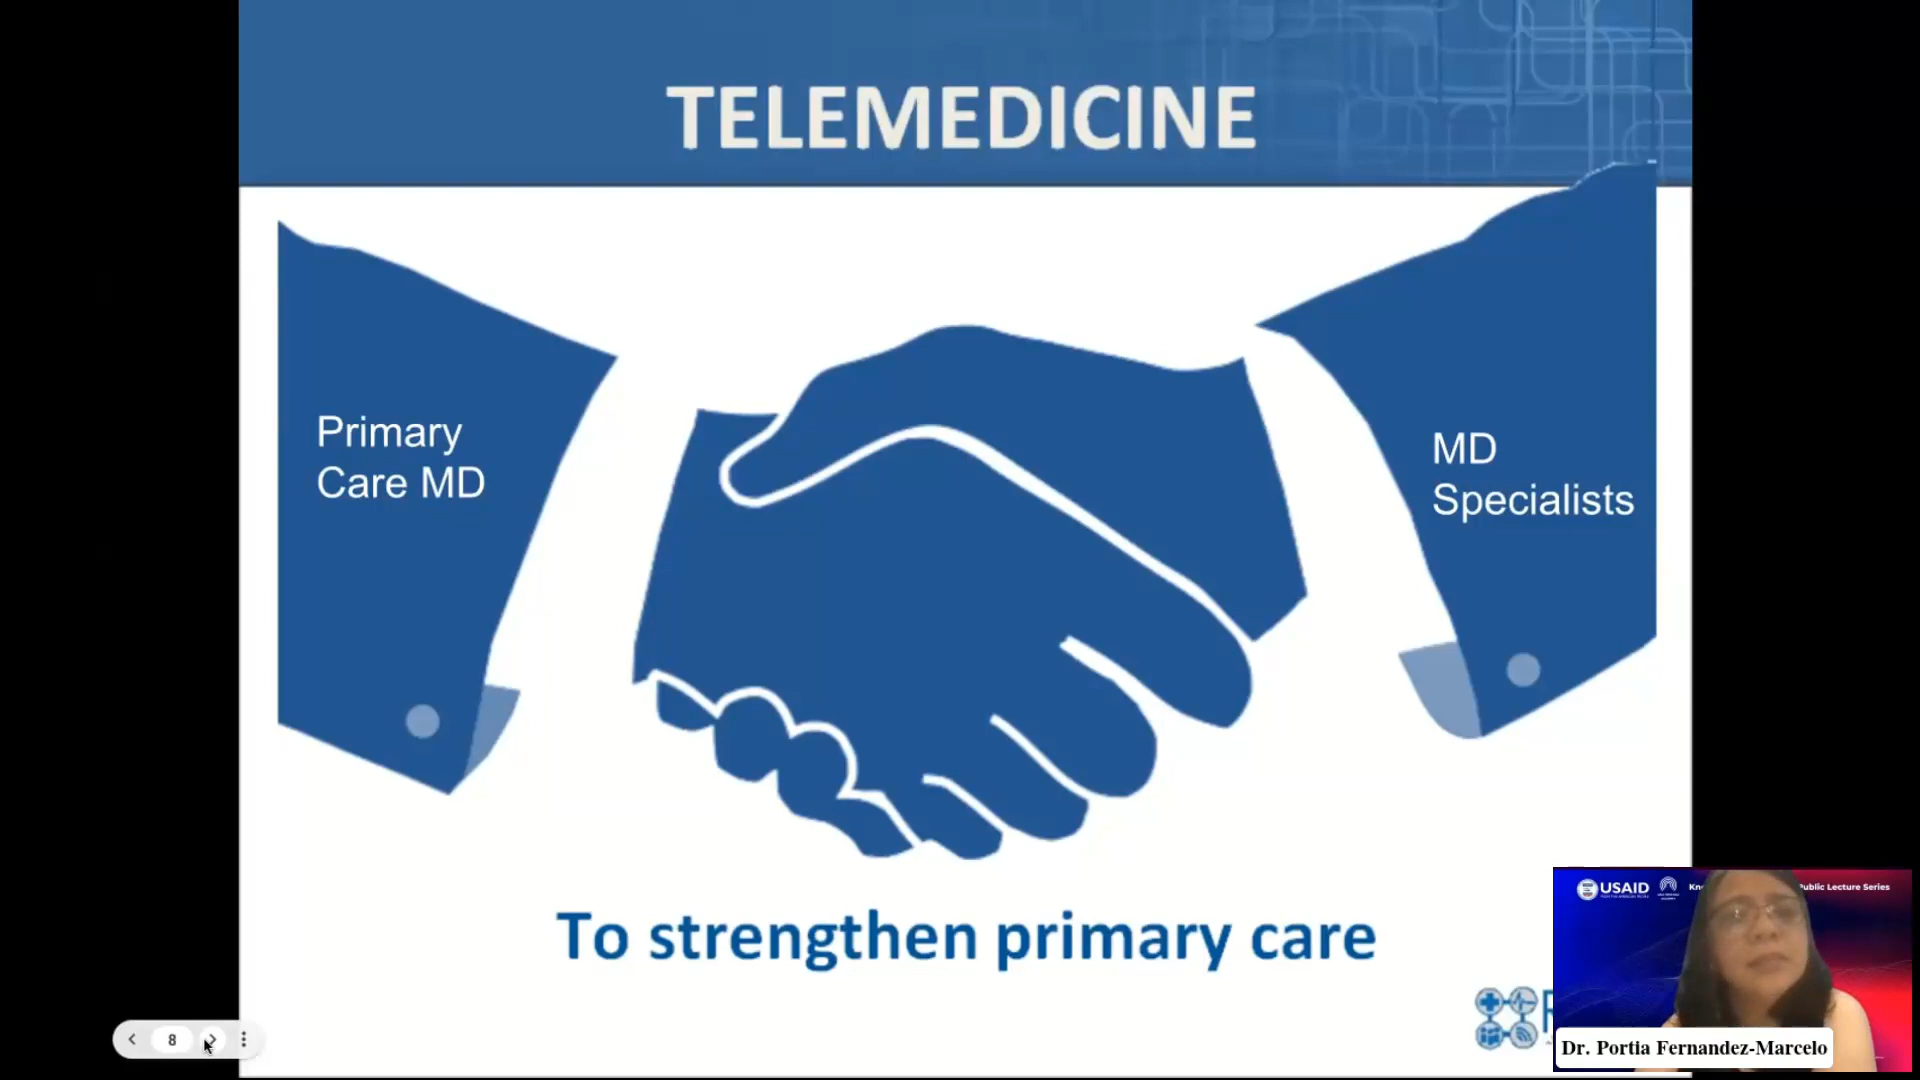 TELEMEDICINE
Primary
Care MD
MD
Specialists
To strengthen primary care
8
USAID
Public Lecture Series
Dr. Portia Fernandez-Marcelo